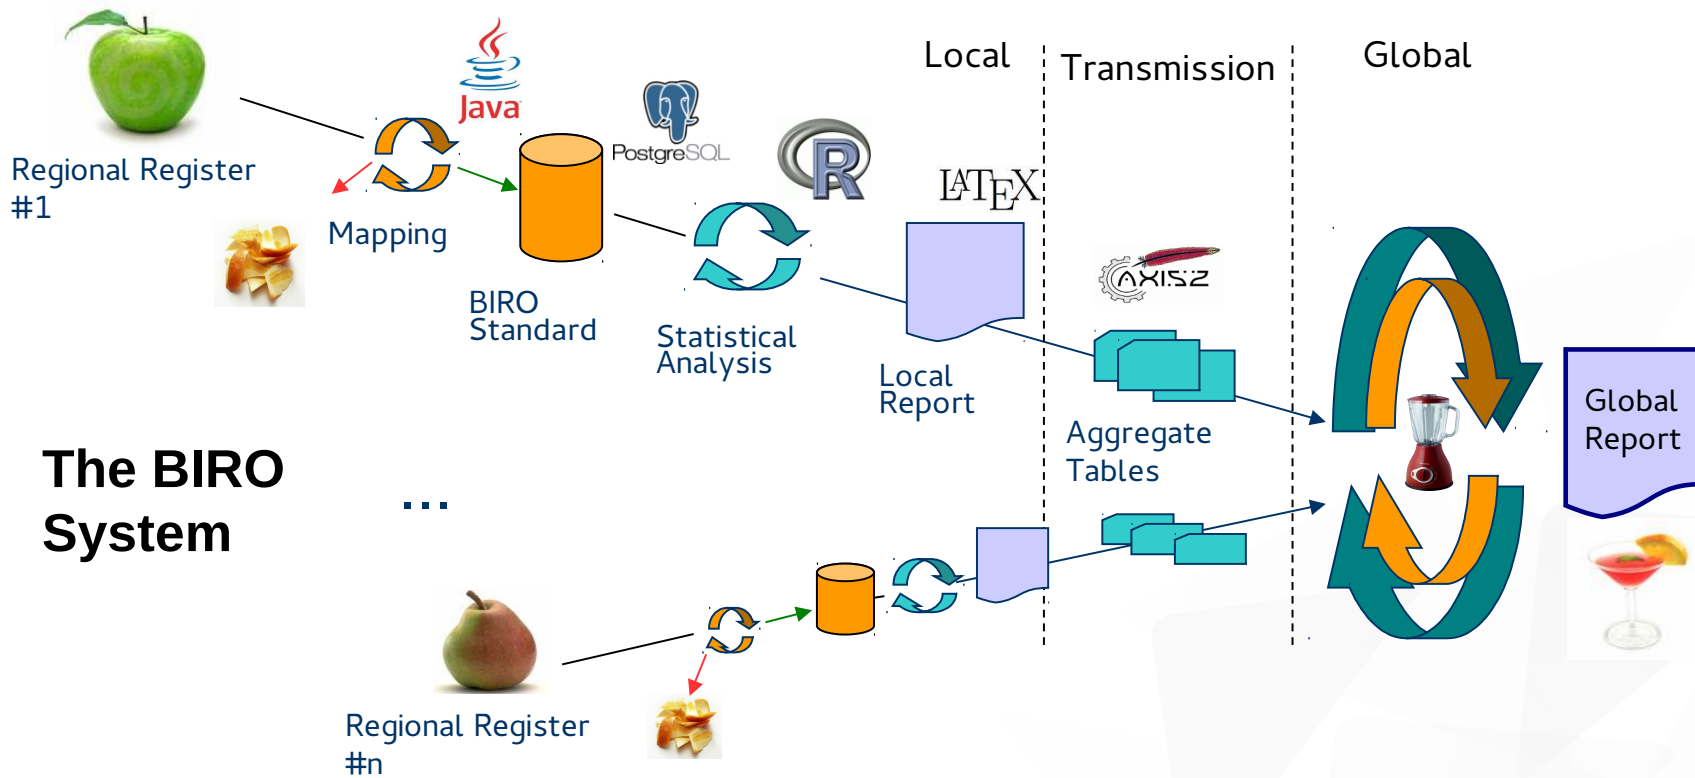 Local
Transmission
Global
Java
PostgreSQL
R
LATEX
Regional Register
#1
Mapping
BIRO
Standard
Statistical
Analysis
Local
Report
AXIS2
Aggregate
Tables
Global
Report
The BIRO
System
...
Regional Register
#n